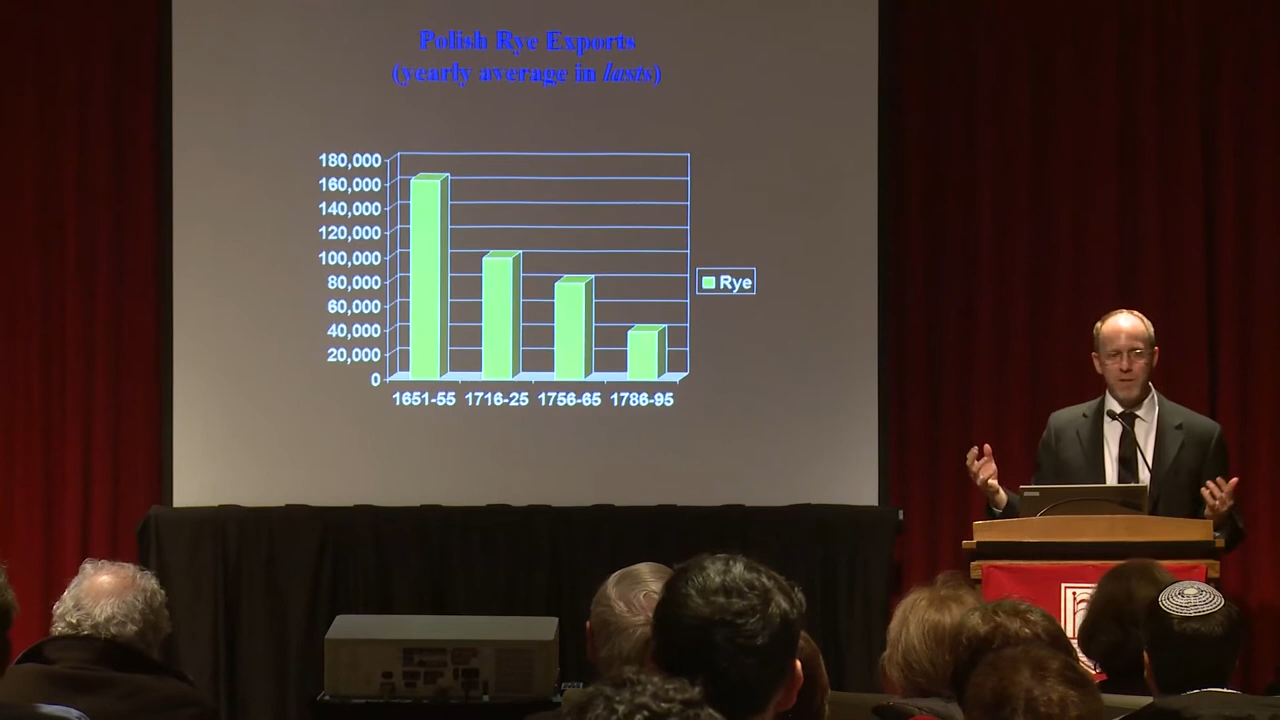 Polish Rye Exports
(yearly average in lasts)
180,000
160,000
140,000
120,000
100,000
80,000
60,000
40,000
20,000
0
1651-55 1716-25 1756-65 1786-95
Rye